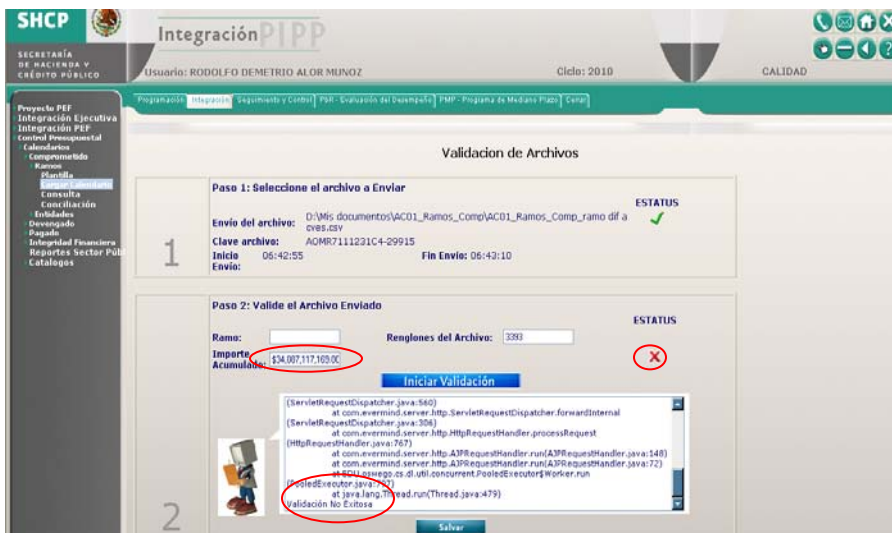 SHCP
SECRETARÍA
DE HACIENDA Y
CRÉDITO PÚBLICO
Integración PIPP
Usuario: RODOLFO DEMETRIO ALOR MUNOZ
Ciclo: 2010
CALIDAD
Programación Integración Seguimiento y Control PbR - Evaluación del Desempeño PMP - Programa de Mediano Plazo Cerrar
Proyecto PEF
Integración Ejecutiva
Integración PEF
Control Presupuestal
Calendarios
Comprometido
Ramos
Plantilla
Cargar Calendario
Consulta
Conciliación
Entidades
Devengado
Pagado
Integridad Financiera
Reportes Sector Públ
Catalogos
Validacion de Archivos
1
Paso 1: Seleccione el archivo a Enviar
ESTATUS
Envío del archivo: D:\Mis documentos\AC01_Ramos_Comp\AC01_Ramos_Comp_ramo dif a
cves.csv
Clave archivo: AOMR7111231C4-29915
Inicio Envío: 06:42:55 Fin Envío: 06:43:10
2
Paso 2: Valide el Archivo Enviado
ESTATUS
Ramo: Renglones del Archivo: 3393
Importe Acumulado: $34,087,117,169.00
Iniciar Validación
(ServletRequestDispatcher.java:560)
at com.evermind.server.http.ServletRequestDispatcher.forwardInternal
(ServletRequestDispatcher.java:306)
at com.evermind.server.http.HttpRequestHandler.processRequest
(HttpRequestHandler.java:767)
at com.evermind.server.http.AJPRequestHandler.run(AJPRequestHandler.java:148)
at com.evermind.server.http.AJPRequestHandler.run(AJPRequestHandler.java:72)
at EDU.oswego.cs.dl.util.concurrent.PooledExecutor$Worker.run
(PooledExecutor.java:797)
at java.lang.Thread.run(Thread.java:479)
Validación No Exitosa
Salvar